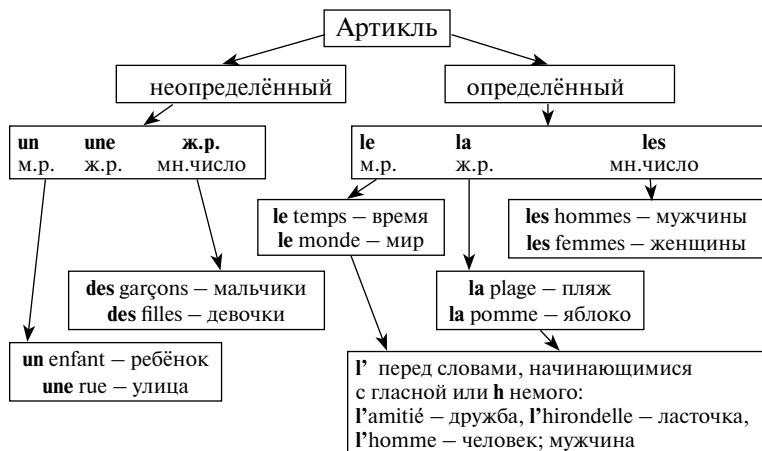 Артикль
неопределённый
определённый
un une ж.р.
м.р. ж.р. мн.число
le la les
м.р. ж.р. мн.число
le temps – время
le monde – мир
les hommes – мужчины
les femmes – женщины
des garçons – мальчики
des filles – девочки
la plage – пляж
la pomme – яблоко
un enfant – ребёнок
une rue – улица
l’ перед словами, начинающимися
с гласной или h немого:
l’amitié – дружба, l’hirondelle – ласточка,
l’homme – человек; мужчина